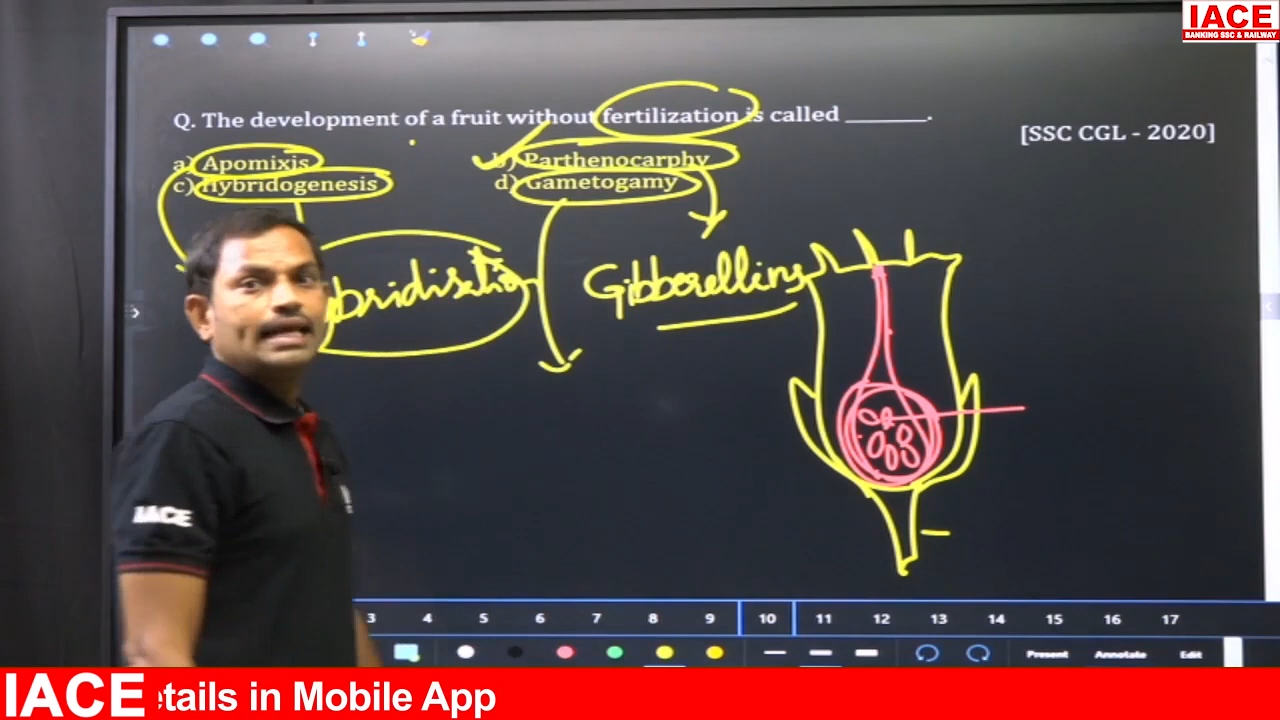 IACE
BANKING SSC & RAILWAY
Q. The development of a fruit without fertilization is called _______.
[SSC CGL - 2020]
a) Apomixis
b) Parthenocarphy
c) Hybridogenesis
d) Gametogamy
Gibberellins
IACE
3 4 5 6 7 8 9 10 11 12 13 14 15 16 17
Present Annotate Edit
IACE etails in Mobile App